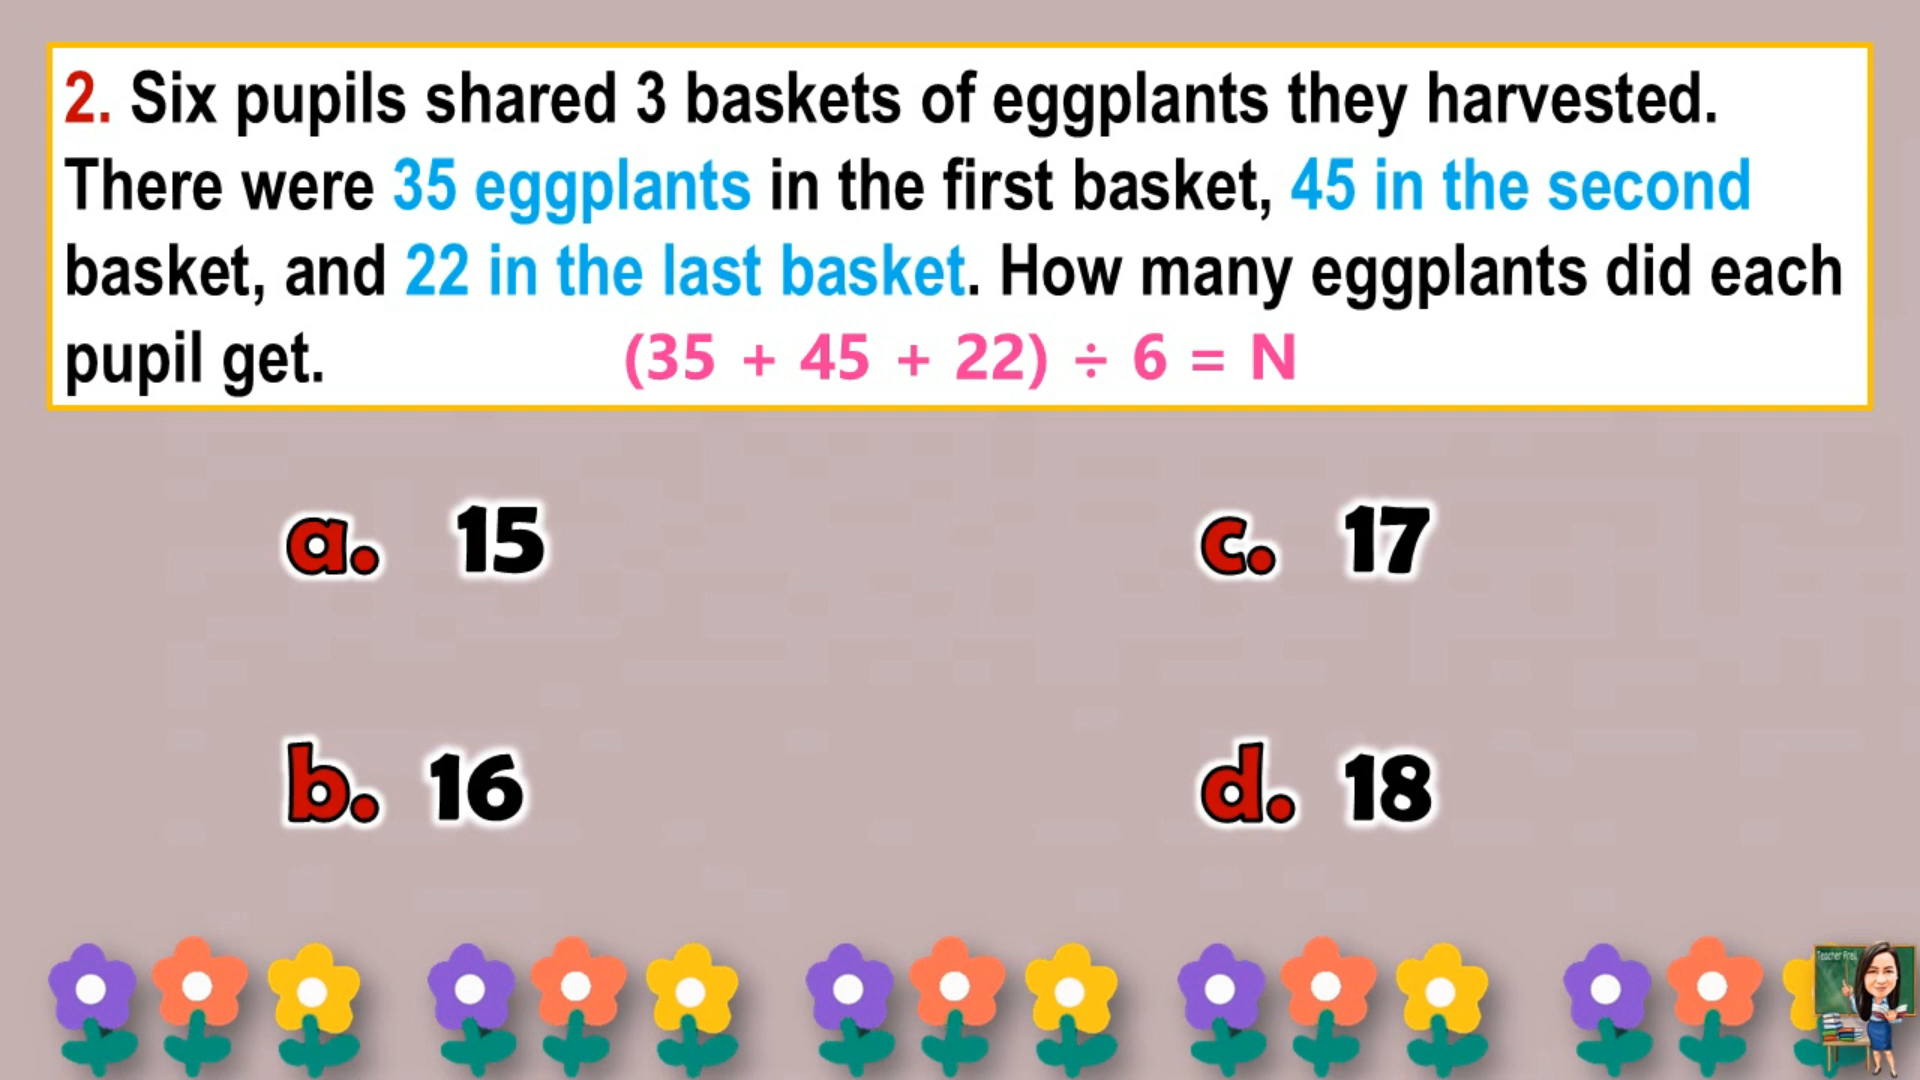 2. Six pupils shared 3 baskets of eggplants they harvested.
There were 35 eggplants in the first basket, 45 in the second
basket, and 22 in the last basket. How many eggplants did each
pupil get. (35 + 45 + 22) ÷ 6 = N
a. 15
c. 17
b. 16
d. 18